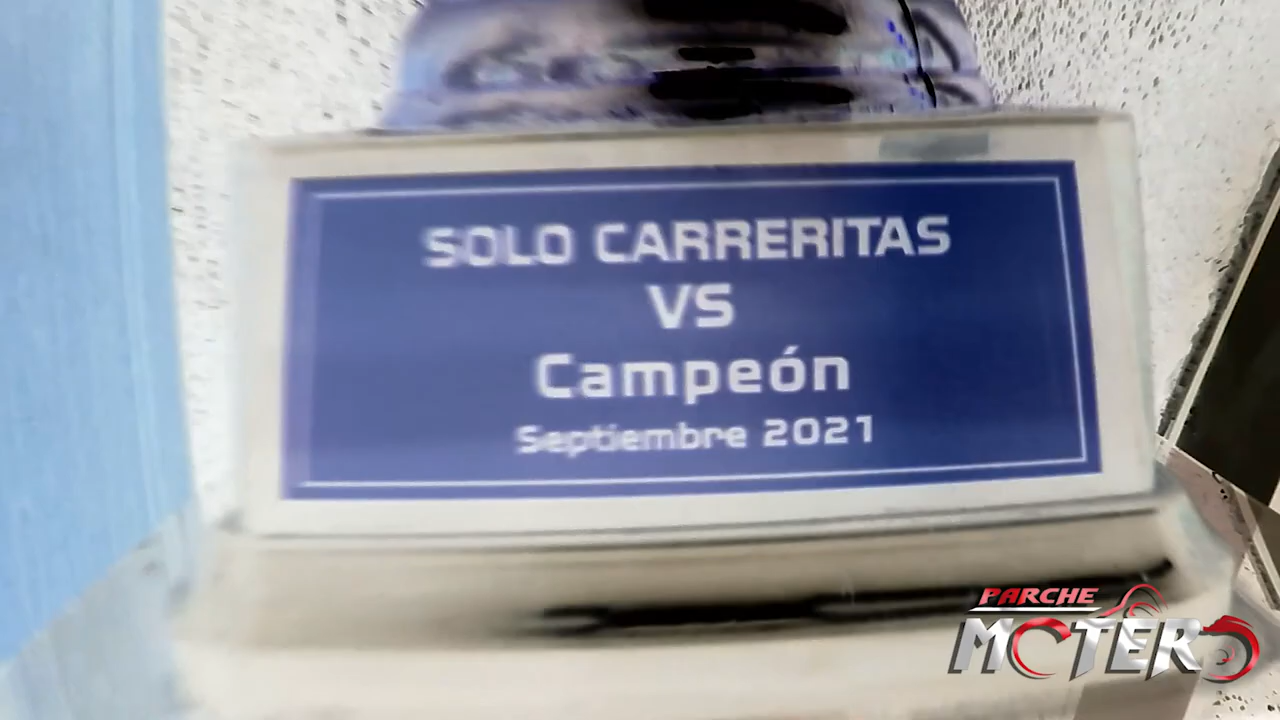 SOLO CARRERITAS
VS
Campeón
Septiembre 2021
PARCHE
MOTERO